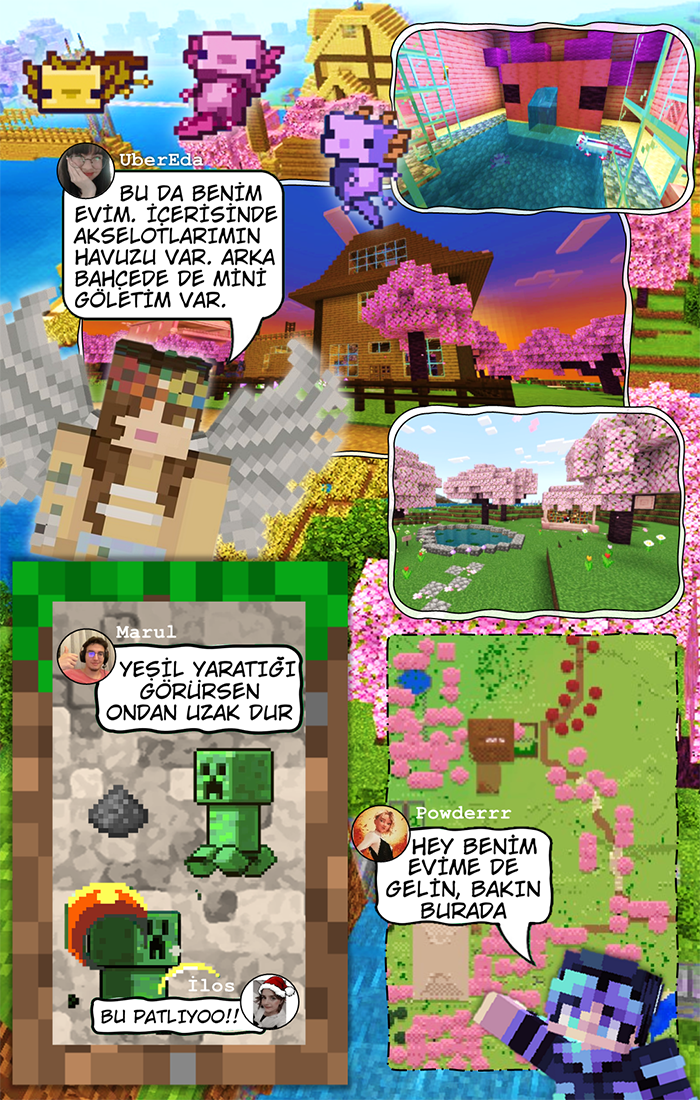 UberEda
BU DA BENİM
EVİM. İÇERİSİNDE
AKSELOTLARIMIN
HAVUZU VAR. ARKA
BAHÇEDE DE MİNİ
GÖLETİM VAR.
Marul
YEŞİL YARATIĞI
GÖRÜRSEN
ONDAN UZAK DUR
Powderrr
HEY BENİM
EVİME DE
GELİN, BAKIN
BURADA
İlos
BU PATLIYOO!!